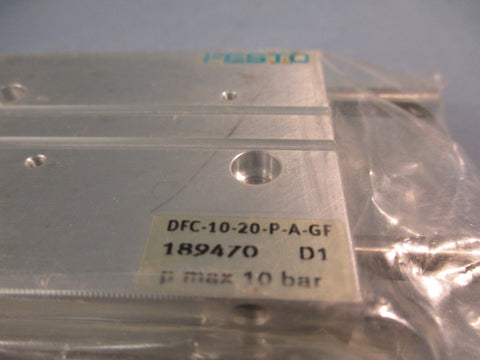 FESTO
DFC-10-20-P-A-GF
189470 D1
p max 10 bar